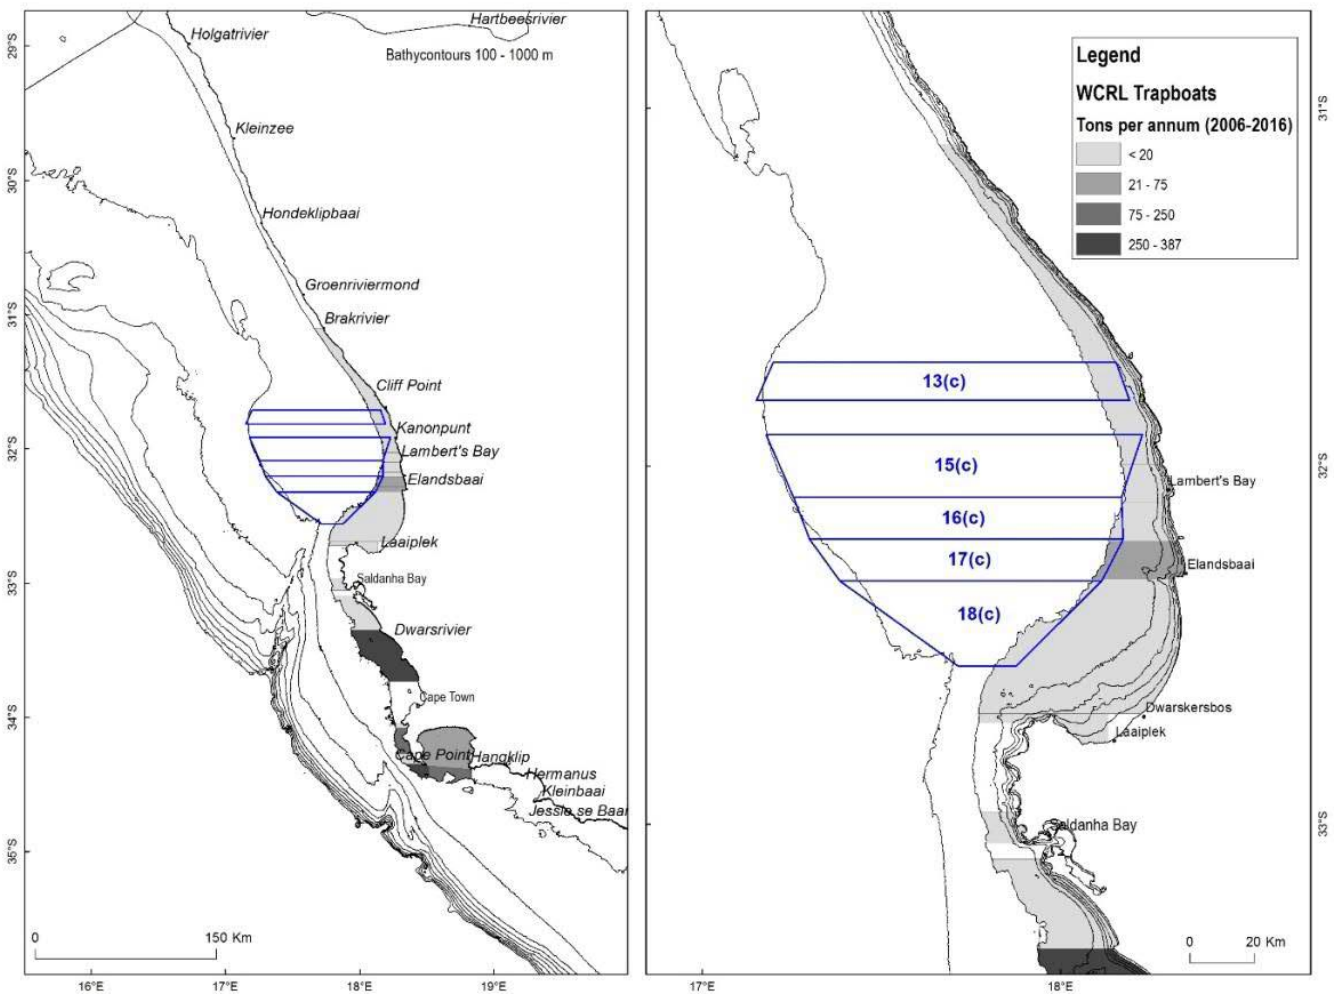 Hartbeesrivier
Holgatrivier
Bathycontours 100 - 1000 m
Kleinzee
Hondeklipbaai
Groenriviermond
Brakrivier
Cliff Point
Kanonpunt
Lambert's Bay
Elandsbaai
Laaiplek
Saldanha Bay
Dwarsrivier
Cape Town
Cape Point
Hangklip
Hermanus
Kleinbaai
Jessie se Baai
29°S
30°S
31°S
32°S
33°S
34°S
35°S
0 150 Km
16°E 17°E 18°E 19°E
Legend
WCRL Trapboats
Tons per annum (2006-2016)
< 20
21 - 75
75 - 250
250 - 387
13(c)
15(c)
16(c)
17(c)
18(c)
Lambert's Bay
Elandsbaai
Dwarskersbos
Laaiplek
Saldanha Bay
31°S
32°S
33°S
0 20 Km
17°E 18°E